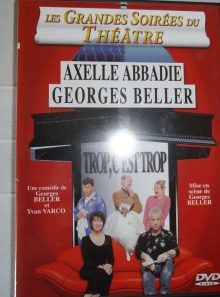 LES GRANDES SOIRÉES DU
THÉÂTRE
AXELLE ABBADIE
GEORGES BELLER
TROP, C'EST TROP
Une comédie de
Georges
BELLER et
Yvan VARCO
Mise en
scène de
Georges
BELLER
DVD
VIDEO